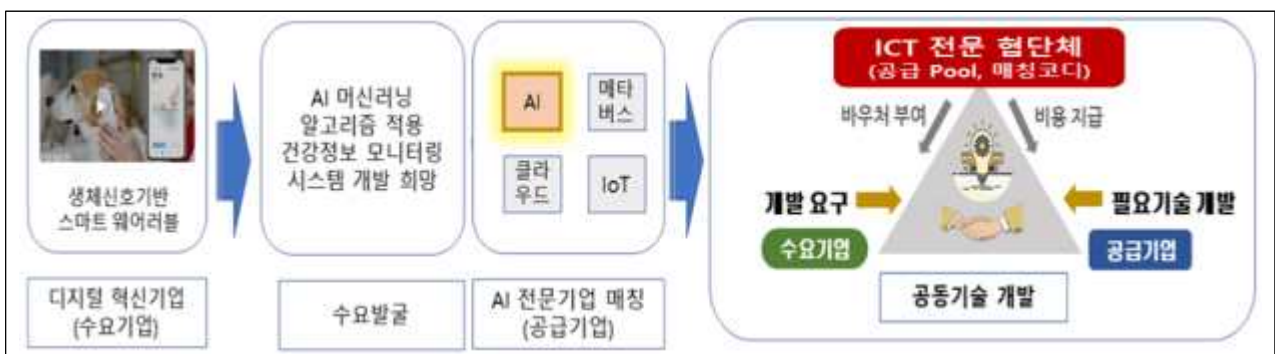 생체신호기반
스마트 웨어러블
디지털 혁신기업
(수요기업)
AI 머신러닝
알고리즘 적용
건강정보 모니터링
시스템 개발 희망
수요발굴
AI
메타
버스
클라
우드
IoT
AI 전문기업 매칭
(공급기업)
ICT 전문 협단체
(공급 Pool, 매칭코디)
바우처 부여
비용 지급
개발 요구
수요기업
필요기술 개발
공급기업
공동기술 개발